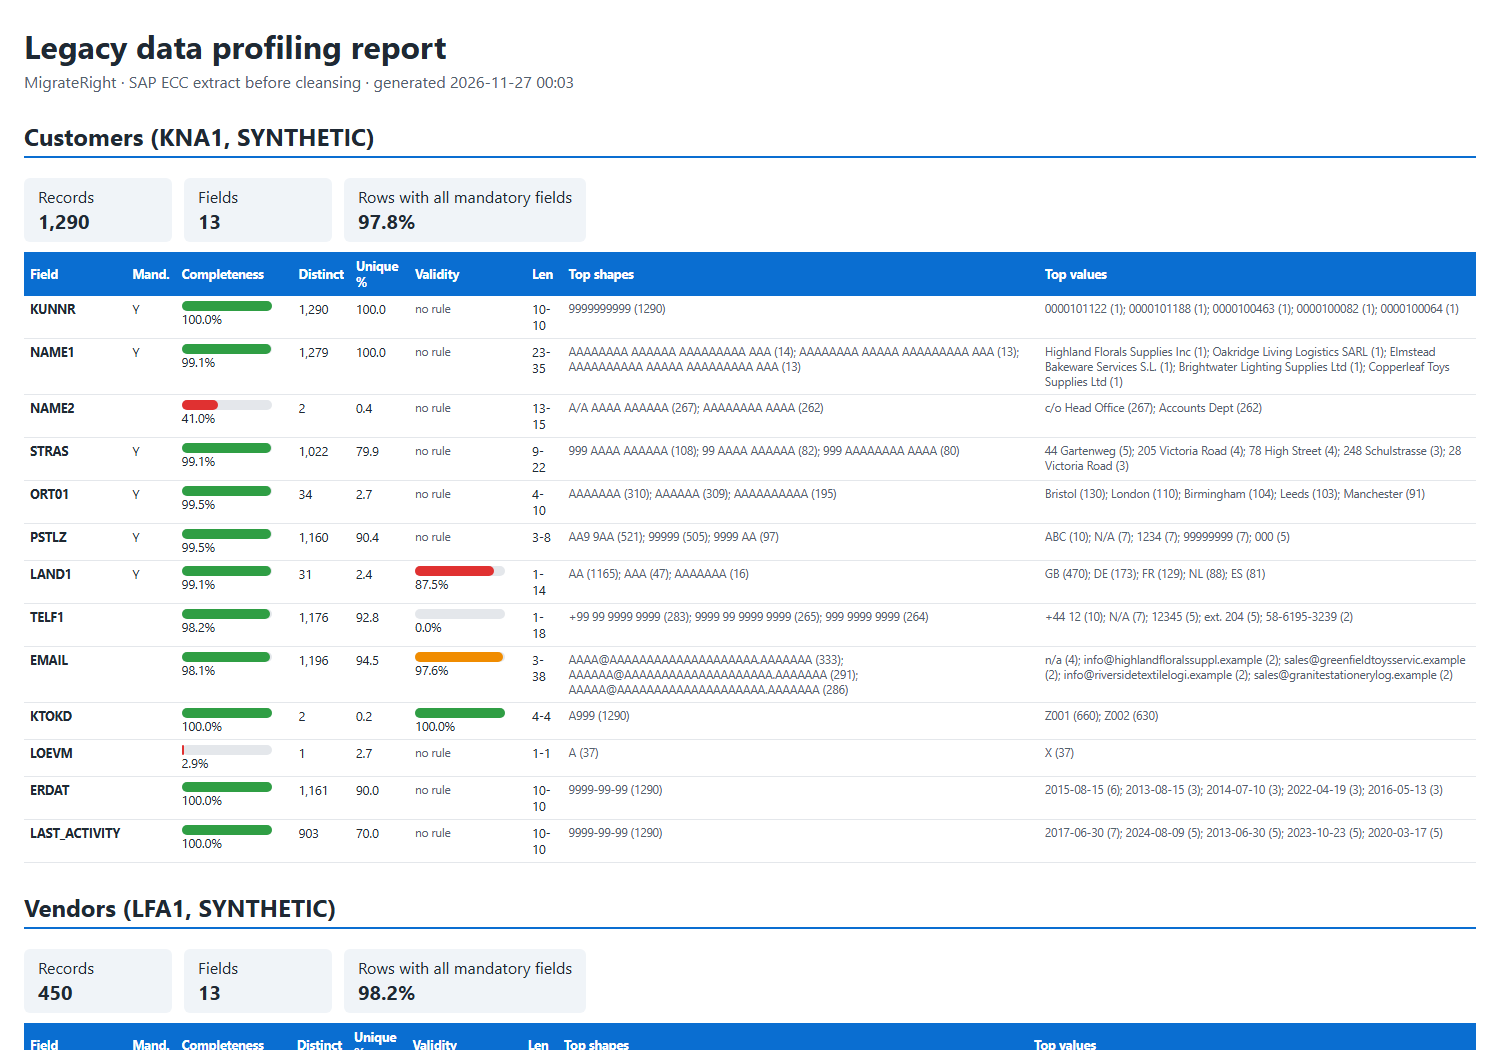 Legacy data profiling report
MigrateRight · SAP ECC extract before cleansing · generated 2026-11-27 00:03
Customers (KNA1, SYNTHETIC)
Records Fields Rows with all mandatory fields
1,290 13 97.8%
Field Mand. Completeness Distinct Unique % Validity Len Top shapes Top values
KUNNR Y 100.0% 1,290 100.0 no rule 10-10 9999999999 (1290) 0000101122 (1); 0000101188 (1); 0000100463 (1); 0000100082 (1); 0000100064 (1)
NAME1 Y 99.1% 1,279 100.0 no rule 23-35 AAAAAAAA AAAAAA AAAAAAAAA AAA (14); AAAAAAAA AAAAA AAAAAAAAA AAA (13); Highland Florals Supplies Inc (1); Oakridge Living Logistics SARL (1); Elmstead
AAAAAAAAAA AAAAA AAAAAAAAA AAA (13) Bakeware Services S.L. (1); Brightwater Lighting Supplies Ltd (1); Copperleaf Toys
Supplies Ltd (1)
NAME2 41.0% 2 0.4 no rule 13-15 A/A AAAA AAAAAA (267); AAAAAAAA AAAA (262) c/o Head Office (267); Accounts Dept (262)
STRAS Y 99.1% 1,022 79.9 no rule 9-22 999 AAAA AAAAAA (108); 99 AAAA AAAAAA (82); 999 AAAAAAAA AAAA (80) 44 Gartenweg (5); 205 Victoria Road (4); 78 High Street (4); 248 Schulstrasse (3); 28
Victoria Road (3)
ORT01 Y 99.5% 34 2.7 no rule 4-10 AAAAAAA (310); AAAAAA (309); AAAAAAAAAA (195) Bristol (130); London (110); Birmingham (104); Leeds (103); Manchester (91)
PSTLZ Y 99.5% 1,160 90.4 no rule 3-8 AA9 9AA (521); 99999 (505); 9999 AA (97) ABC (10); N/A (7); 1234 (7); 99999999 (7); 000 (5)
LAND1 Y 99.1% 31 2.4 87.5% 1-14 AA (1165); AAA (47); AAAAAAA (16) GB (470); DE (173); FR (129); NL (88); ES (81)
TELF1 98.2% 1,176 92.8 0.0% 1-18 +99 99 9999 9999 (283); 9999 99 9999 9999 (265); 999 9999 9999 (264) +44 12 (10); N/A (7); 12345 (5); ext. 204 (5); 58-6195-3239 (2)
EMAIL 98.1% 1,196 94.5 97.6% 3-38 AAAA@AAAAAAAAAAAAAAAAAAAAA.AAAAAAA (333); n/a (4); info@highlandfloralssuppl.example (2); sales@greenfieldtoysservic.example
AAAAAA@AAAAAAAAAAAAAAAAAAAAA.AAAAAAA (291); (2); info@riversidetextilelogi.example (2); sales@granitestationerylog.example (2)
AAAAA@AAAAAAAAAAAAAAAAAAAAA.AAAAAAA (286)
KTOKD 100.0% 2 0.2 100.0% 4-4 A999 (1290) Z001 (660); Z002 (630)
LOEVM 2.9% 1 2.7 no rule 1-1 A (37) X (37)
ERDAT 100.0% 1,161 90.0 no rule 10-10 9999-99-99 (1290) 2015-08-15 (6); 2013-08-15 (3); 2014-07-10 (3); 2022-04-19 (3); 2016-05-13 (3)
LAST_ACTIVITY 100.0% 903 70.0 no rule 10-10 9999-99-99 (1290) 2017-06-30 (7); 2024-08-09 (5); 2013-06-30 (5); 2023-10-23 (5); 2020-03-17 (5)
Vendors (LFA1, SYNTHETIC)
Records Fields Rows with all mandatory fields
450 13 98.2%
Field Mand. Completeness Distinct Unique % Validity Len Top shapes Top values